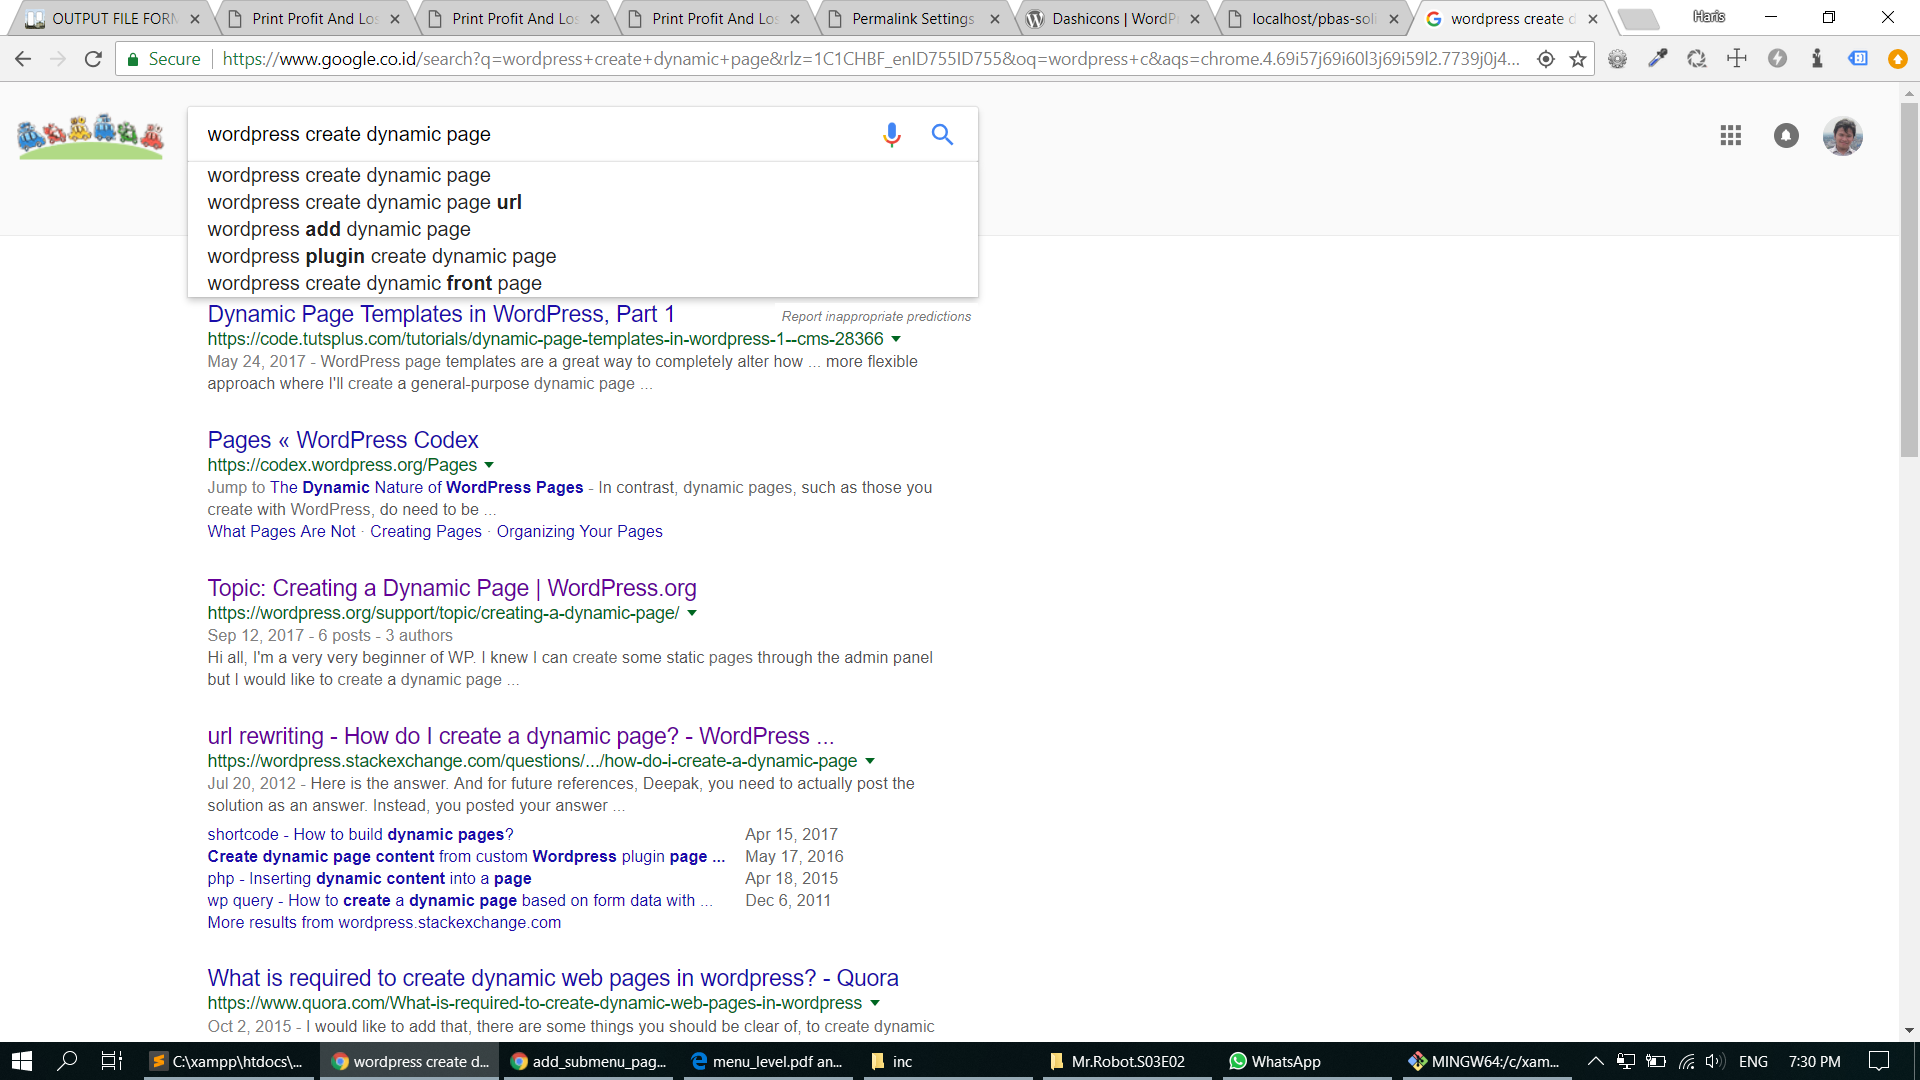 OUTPUT FILE FORM
Print Profit And Los
Print Profit And Los
Print Profit And Los
Permalink Settings
Dashicons | WordP
localhost/pbas-soli
wordpress create d
Haris
Secure
https://www.google.co.id/search?q=wordpress+create+dynamic+page&rlz=1C1CHBF_enID755ID755&oq=wordpress+c&aqs=chrome.4.69i57j69i60l3j69i59l2.7739j0j4...
wordpress create dynamic page
wordpress create dynamic page
wordpress create dynamic page url
wordpress add dynamic page
wordpress plugin create dynamic page
wordpress create dynamic front page
Report inappropriate predictions
Dynamic Page Templates in WordPress, Part 1
https://code.tutsplus.com/tutorials/dynamic-page-templates-in-wordpress-1--cms-28366
May 24, 2017 - WordPress page templates are a great way to completely alter how ... more flexible
approach where I'll create a general-purpose dynamic page ...
Pages « WordPress Codex
https://codex.wordpress.org/Pages
Jump to The Dynamic Nature of WordPress Pages - In contrast, dynamic pages, such as those you
create with WordPress, do need to be ...
What Pages Are Not · Creating Pages · Organizing Your Pages
Topic: Creating a Dynamic Page | WordPress.org
https://wordpress.org/support/topic/creating-a-dynamic-page/
Sep 12, 2017 - 6 posts - 3 authors
Hi all, I'm a very very beginner of WP. I knew I can create some static pages through the admin panel
but I would like to create a dynamic page ...
url rewriting - How do I create a dynamic page? - WordPress ...
https://wordpress.stackexchange.com/questions/.../how-do-i-create-a-dynamic-page
Jul 20, 2012 - Here is the answer. And for future references, Deepak, you need to actually post the
solution as an answer. Instead, you posted your answer ...
shortcode - How to build dynamic pages? Apr 15, 2017
Create dynamic page content from custom Wordpress plugin page ... May 17, 2016
php - Inserting dynamic content into a page Apr 18, 2015
wp query - How to create a dynamic page based on form data with ... Dec 6, 2011
More results from wordpress.stackexchange.com
What is required to create dynamic web pages in wordpress? - Quora
https://www.quora.com/What-is-required-to-create-dynamic-web-pages-in-wordpress
Oct 2, 2015 - I would like to add that, there are some things you should be clear of, to create dynamic
C:\xampp\htdocs\...
wordpress create d...
add_submenu_pag...
menu_level.pdf an...
inc
Mr.Robot.S03E02
WhatsApp
MINGW64:/c/xam...
ENG
7:30 PM